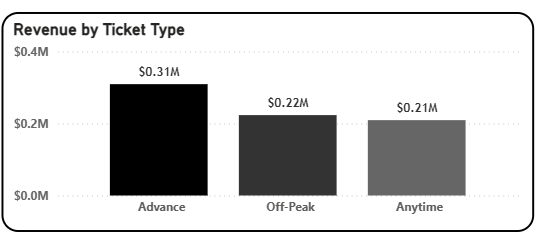 Revenue by Ticket Type
$0.4M
$0.31M
$0.22M
$0.21M
$0.2M
$0.0M
Advance Off-Peak Anytime